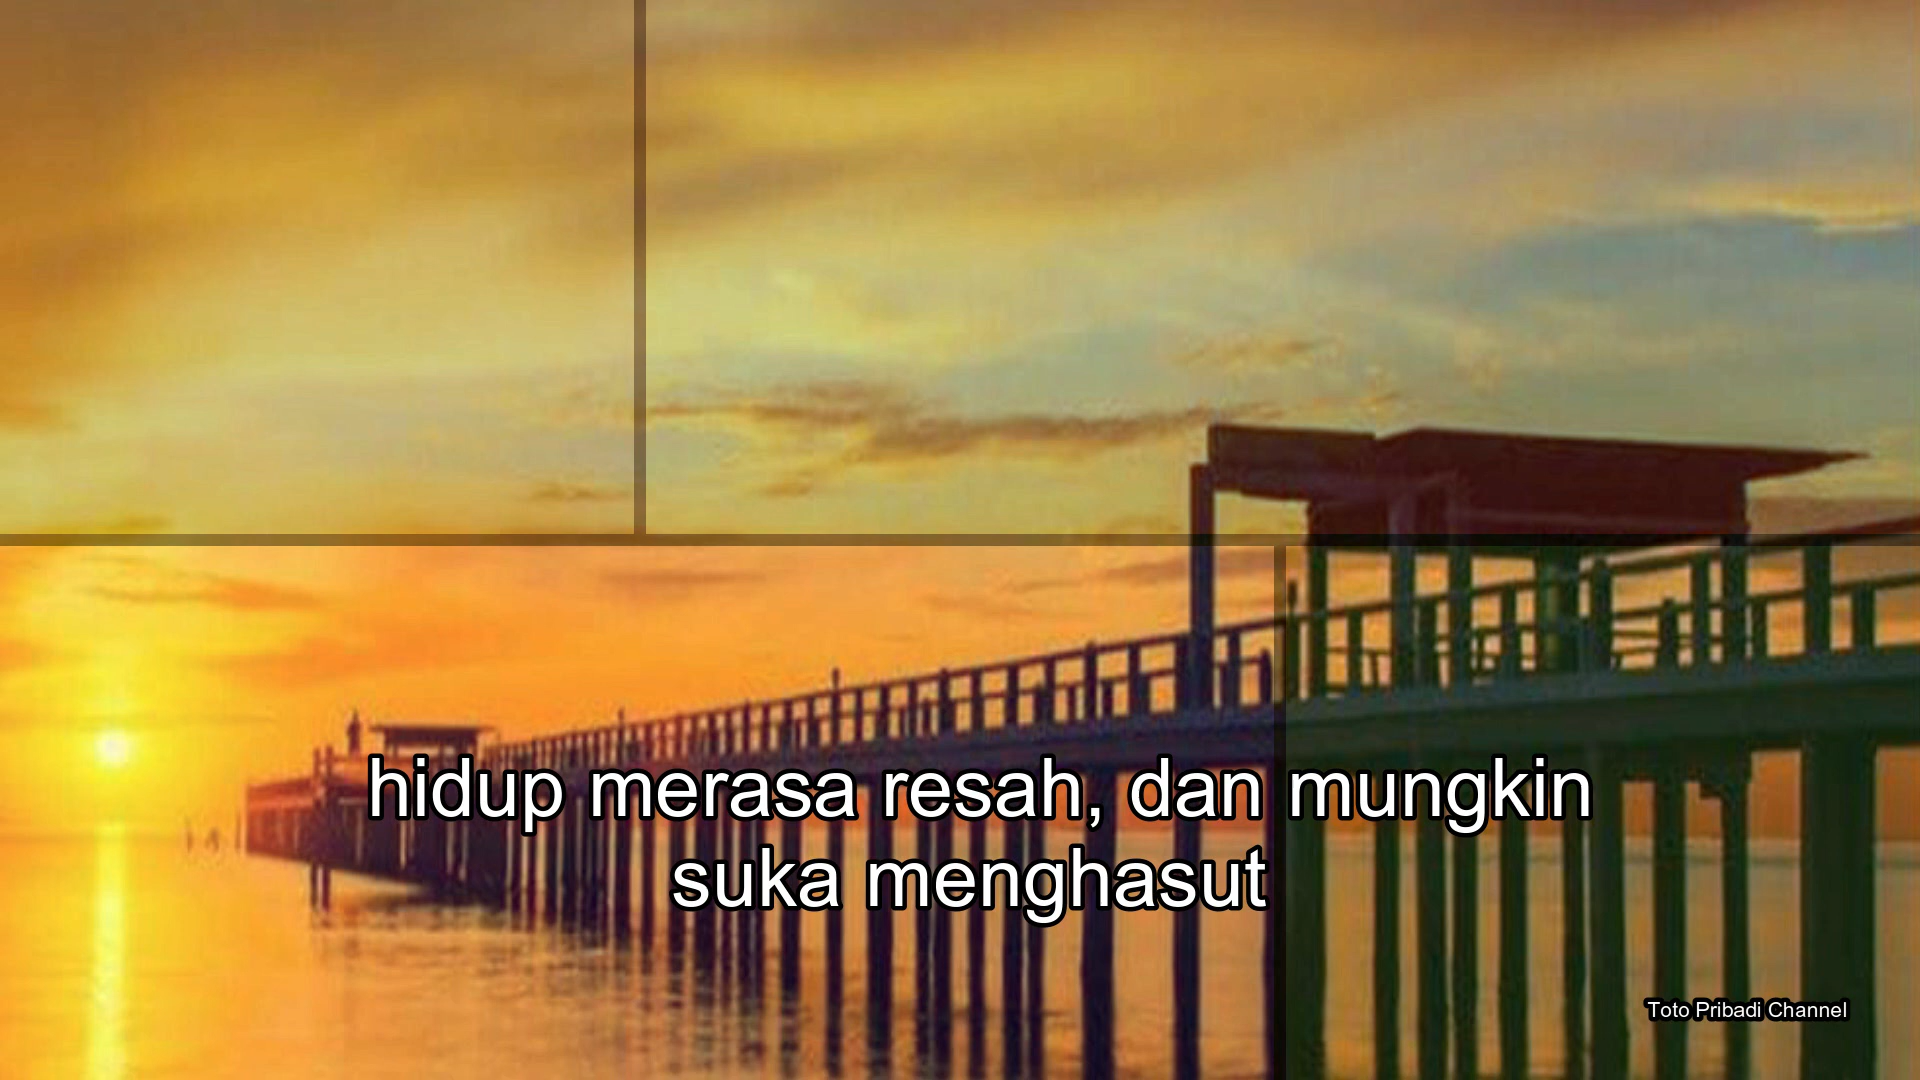 hidup merasa resah, dan mungkin
suka menghasut
Toto Pribadi Channel